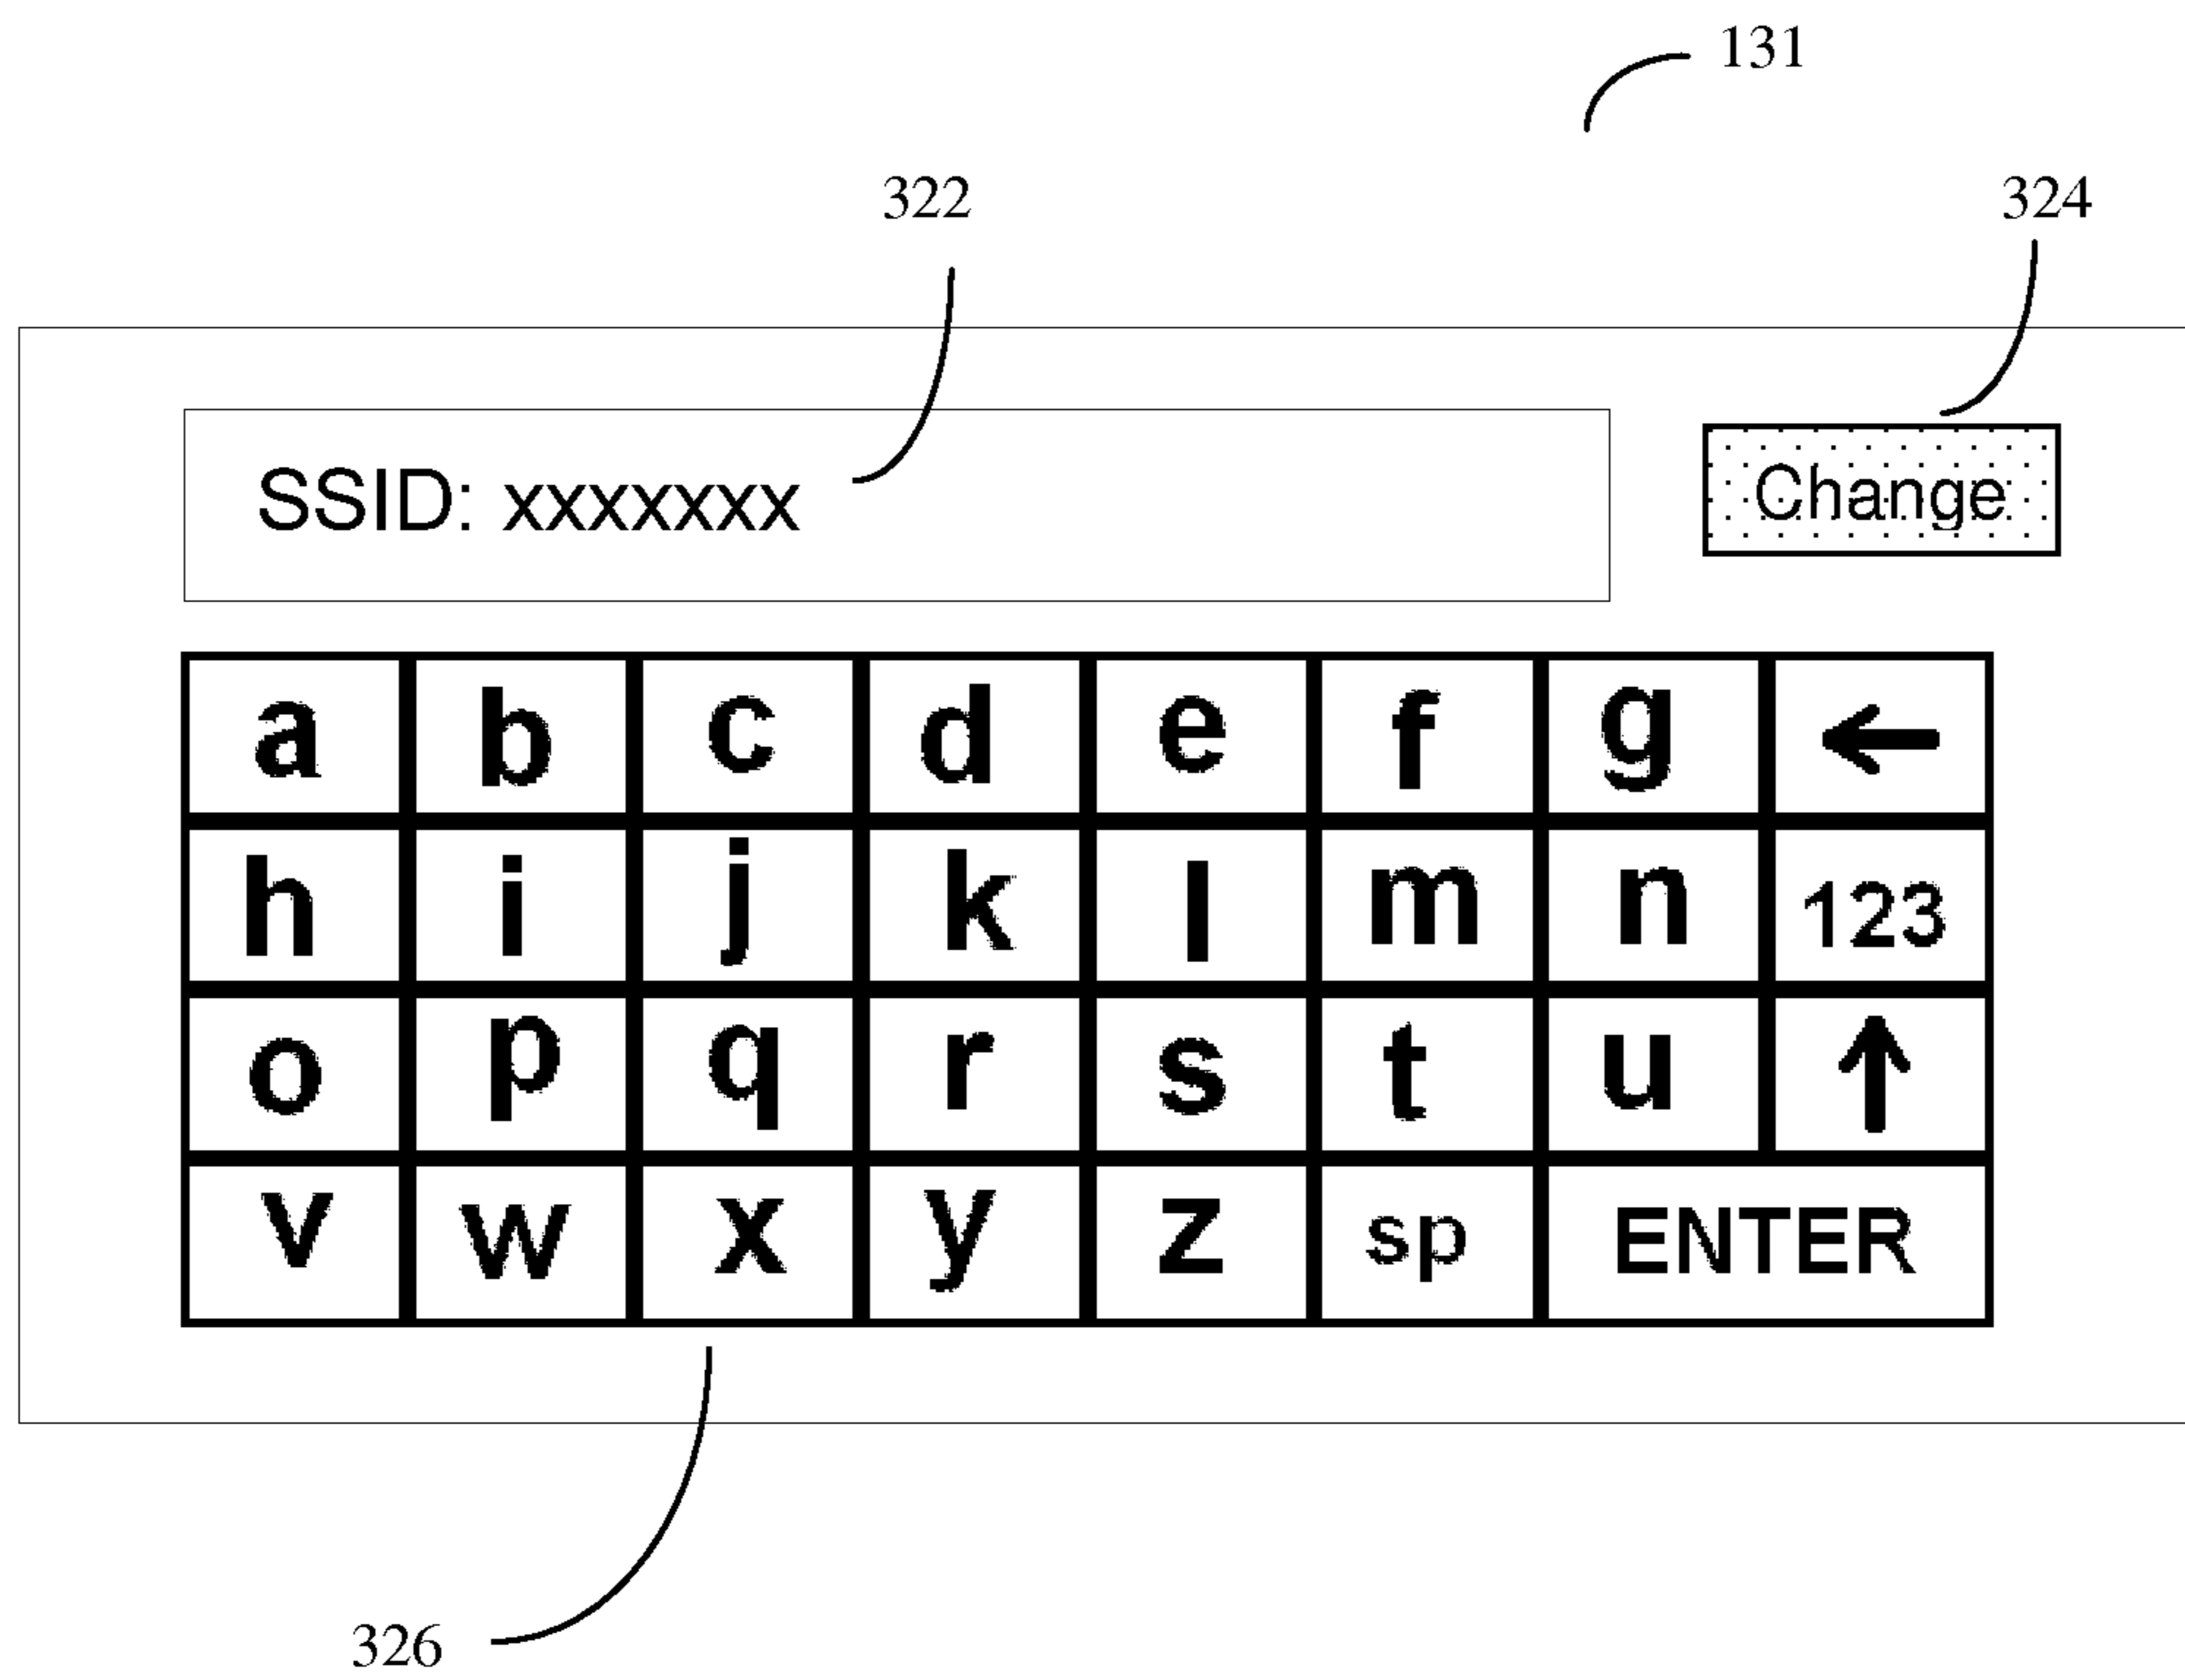 131
322
324
SSID: xxxxxxx
Change
a b c d e f g ←
h i j k l m n 123
o p q r s t u ↑
v w x y z sp ENTER
326